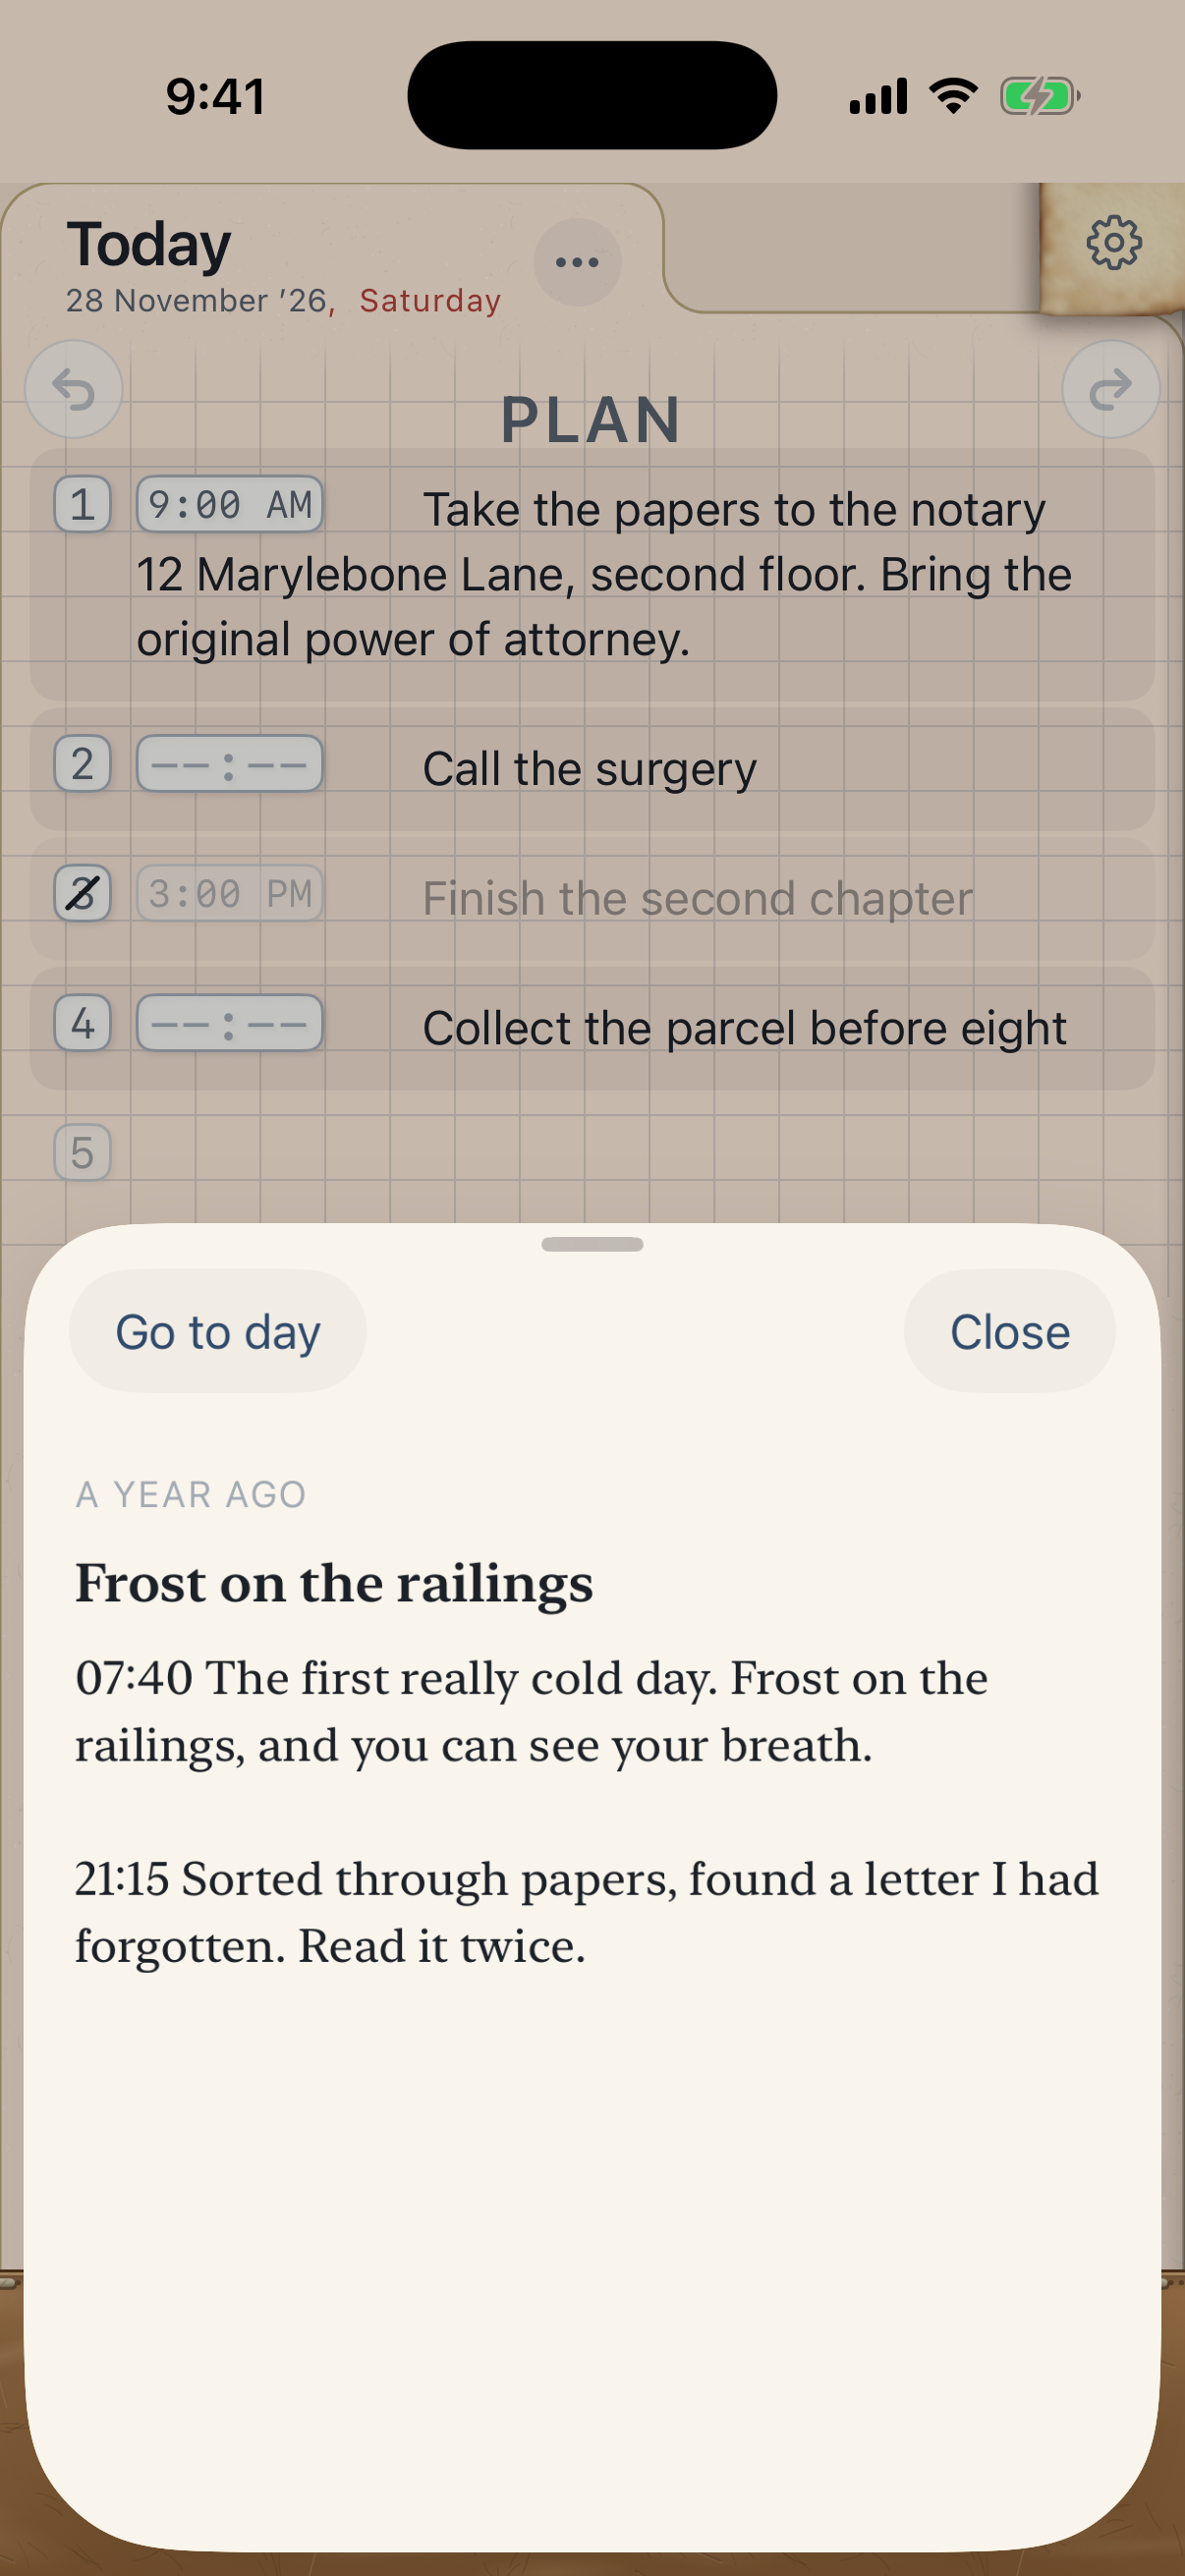 9:41
Today
28 November '26, Saturday
PLAN
1 9:00 AM Take the papers to the notary
12 Marylebone Lane, second floor. Bring the
original power of attorney.
2 --:-- Call the surgery
3 3:00 PM Finish the second chapter
4 --:-- Collect the parcel before eight
5
Go to day
Close
A YEAR AGO
Frost on the railings
07:40 The first really cold day. Frost on the
railings, and you can see your breath.
21:15 Sorted through papers, found a letter I had
forgotten. Read it twice.